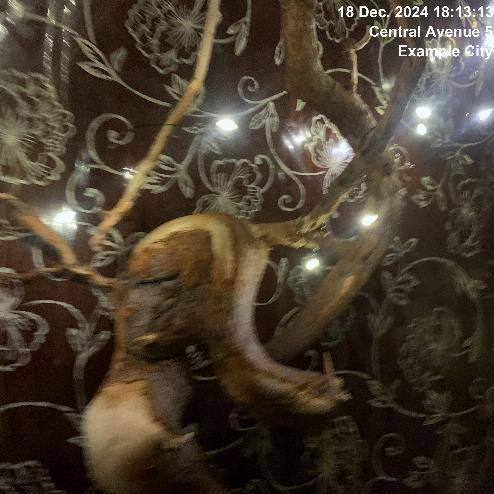 18 Dec. 2024 18:13:13
Central Avenue 5
Example City